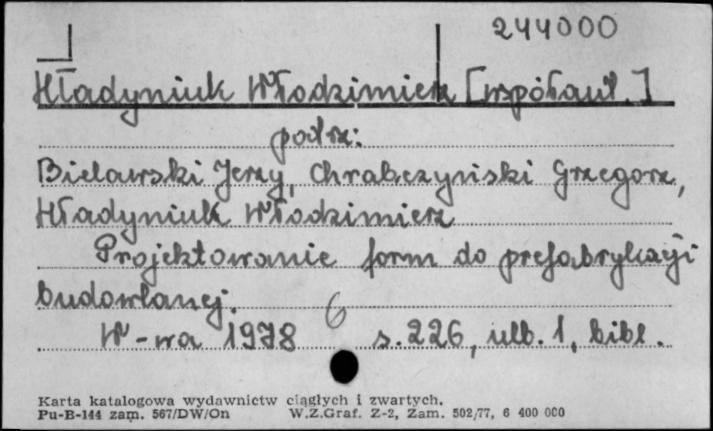 244000
Hładyniuk Włodzimierz [współaut.]
patrz:
Bielawski Jerzy, Chrabczyński Grzegorz,
Hładyniuk Włodzimierz
Projektowanie form do prefabrykacji
budowlanej.
W-wa 1978 6 s. 226, nlb. 1, bibl.
Karta katalogowa wydawnictw ciągłych i zwartych.
Pu-B-144 zam. 567/DW/On W.Z.Graf. Z-2, Zam. 502/77, 6 400 000